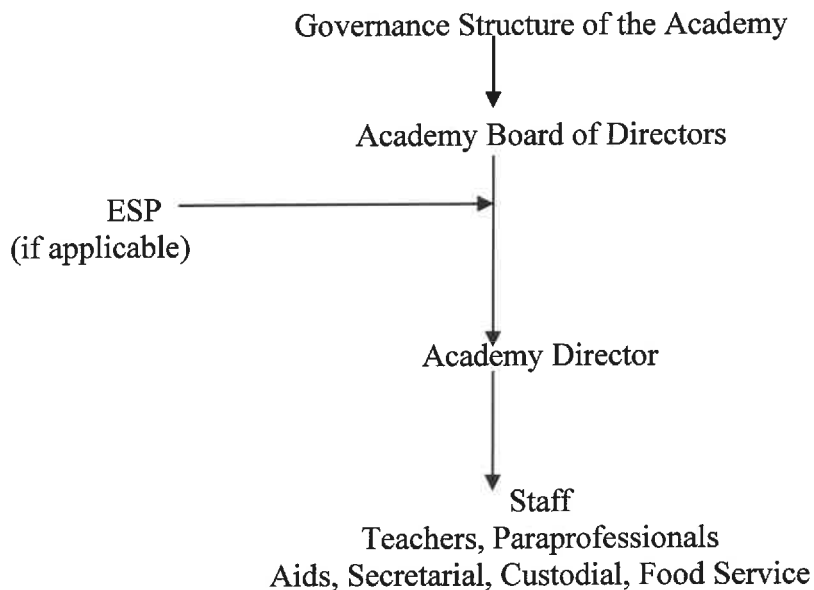 Governance Structure of the Academy
Academy Board of Directors
ESP
(if applicable)
Academy Director
Staff
Teachers, Paraprofessionals
Aids, Secretarial, Custodial, Food Service